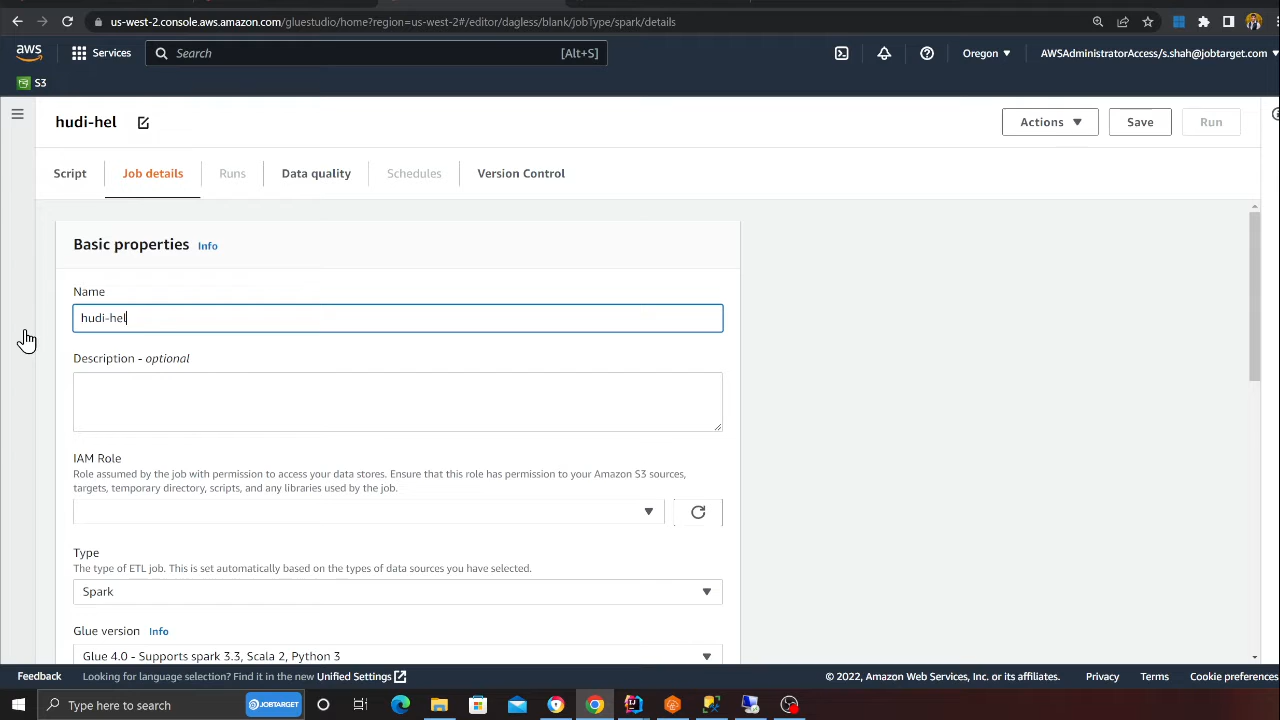 us-west-2.console.aws.amazon.com/gluestudio/home?region=us-west-2#/editor/dagless/blank/jobType/spark/details
aws
Services
Search
[Alt+S]
Oregon
AWSAdministratorAccess/s.shah@jobtarget.com
S3
hudi-hel
Actions
Save
Run
Script
Job details
Runs
Data quality
Schedules
Version Control
Basic properties Info
Name
hudi-hel
Description - optional
IAM Role
Role assumed by the job with permission to access your data stores. Ensure that this role has permission to your Amazon S3 sources,
targets, temporary directory, scripts, and any libraries used by the job.
Type
The type of ETL job. This is set automatically based on the types of data sources you have selected.
Spark
Glue version Info
Glue 4.0 - Supports spark 3.3, Scala 2, Python 3
Feedback
Looking for language selection? Find it in the new Unified Settings
© 2022, Amazon Web Services, Inc. or its affiliates.
Privacy
Terms
Cookie preferences
Type here to search
JOBTARGET